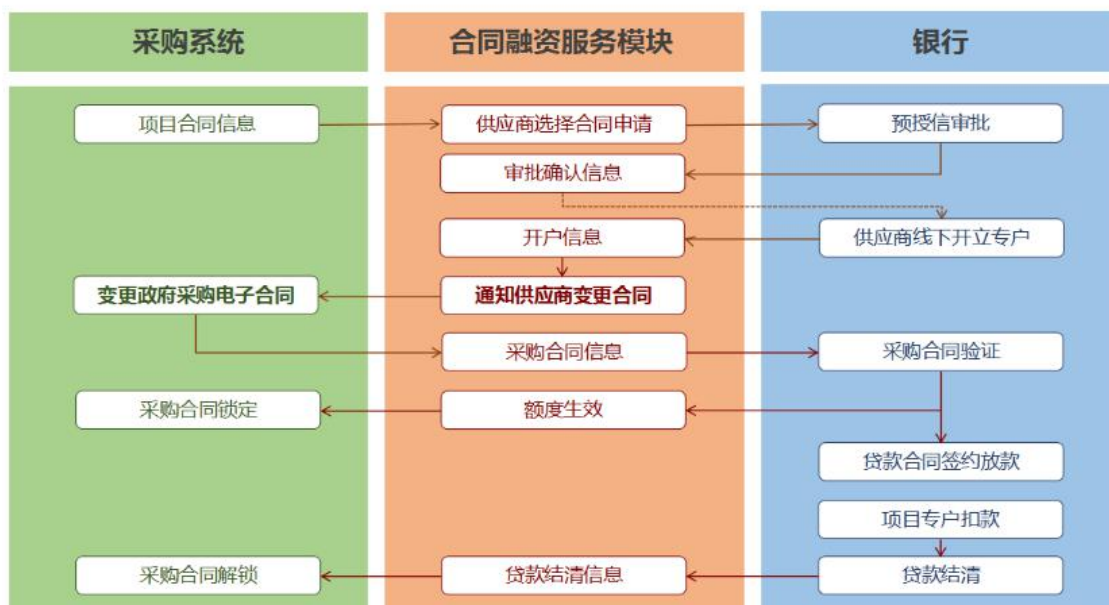 采购系统
合同融资服务模块
银行
项目合同信息
供应商选择合同申请
预授信审批
审批确认信息
开户信息
供应商线下开立专户
变更政府采购电子合同
通知供应商变更合同
采购合同信息
采购合同验证
采购合同锁定
额度生效
贷款合同签约放款
项目专户扣款
采购合同解锁
贷款结清信息
贷款结清